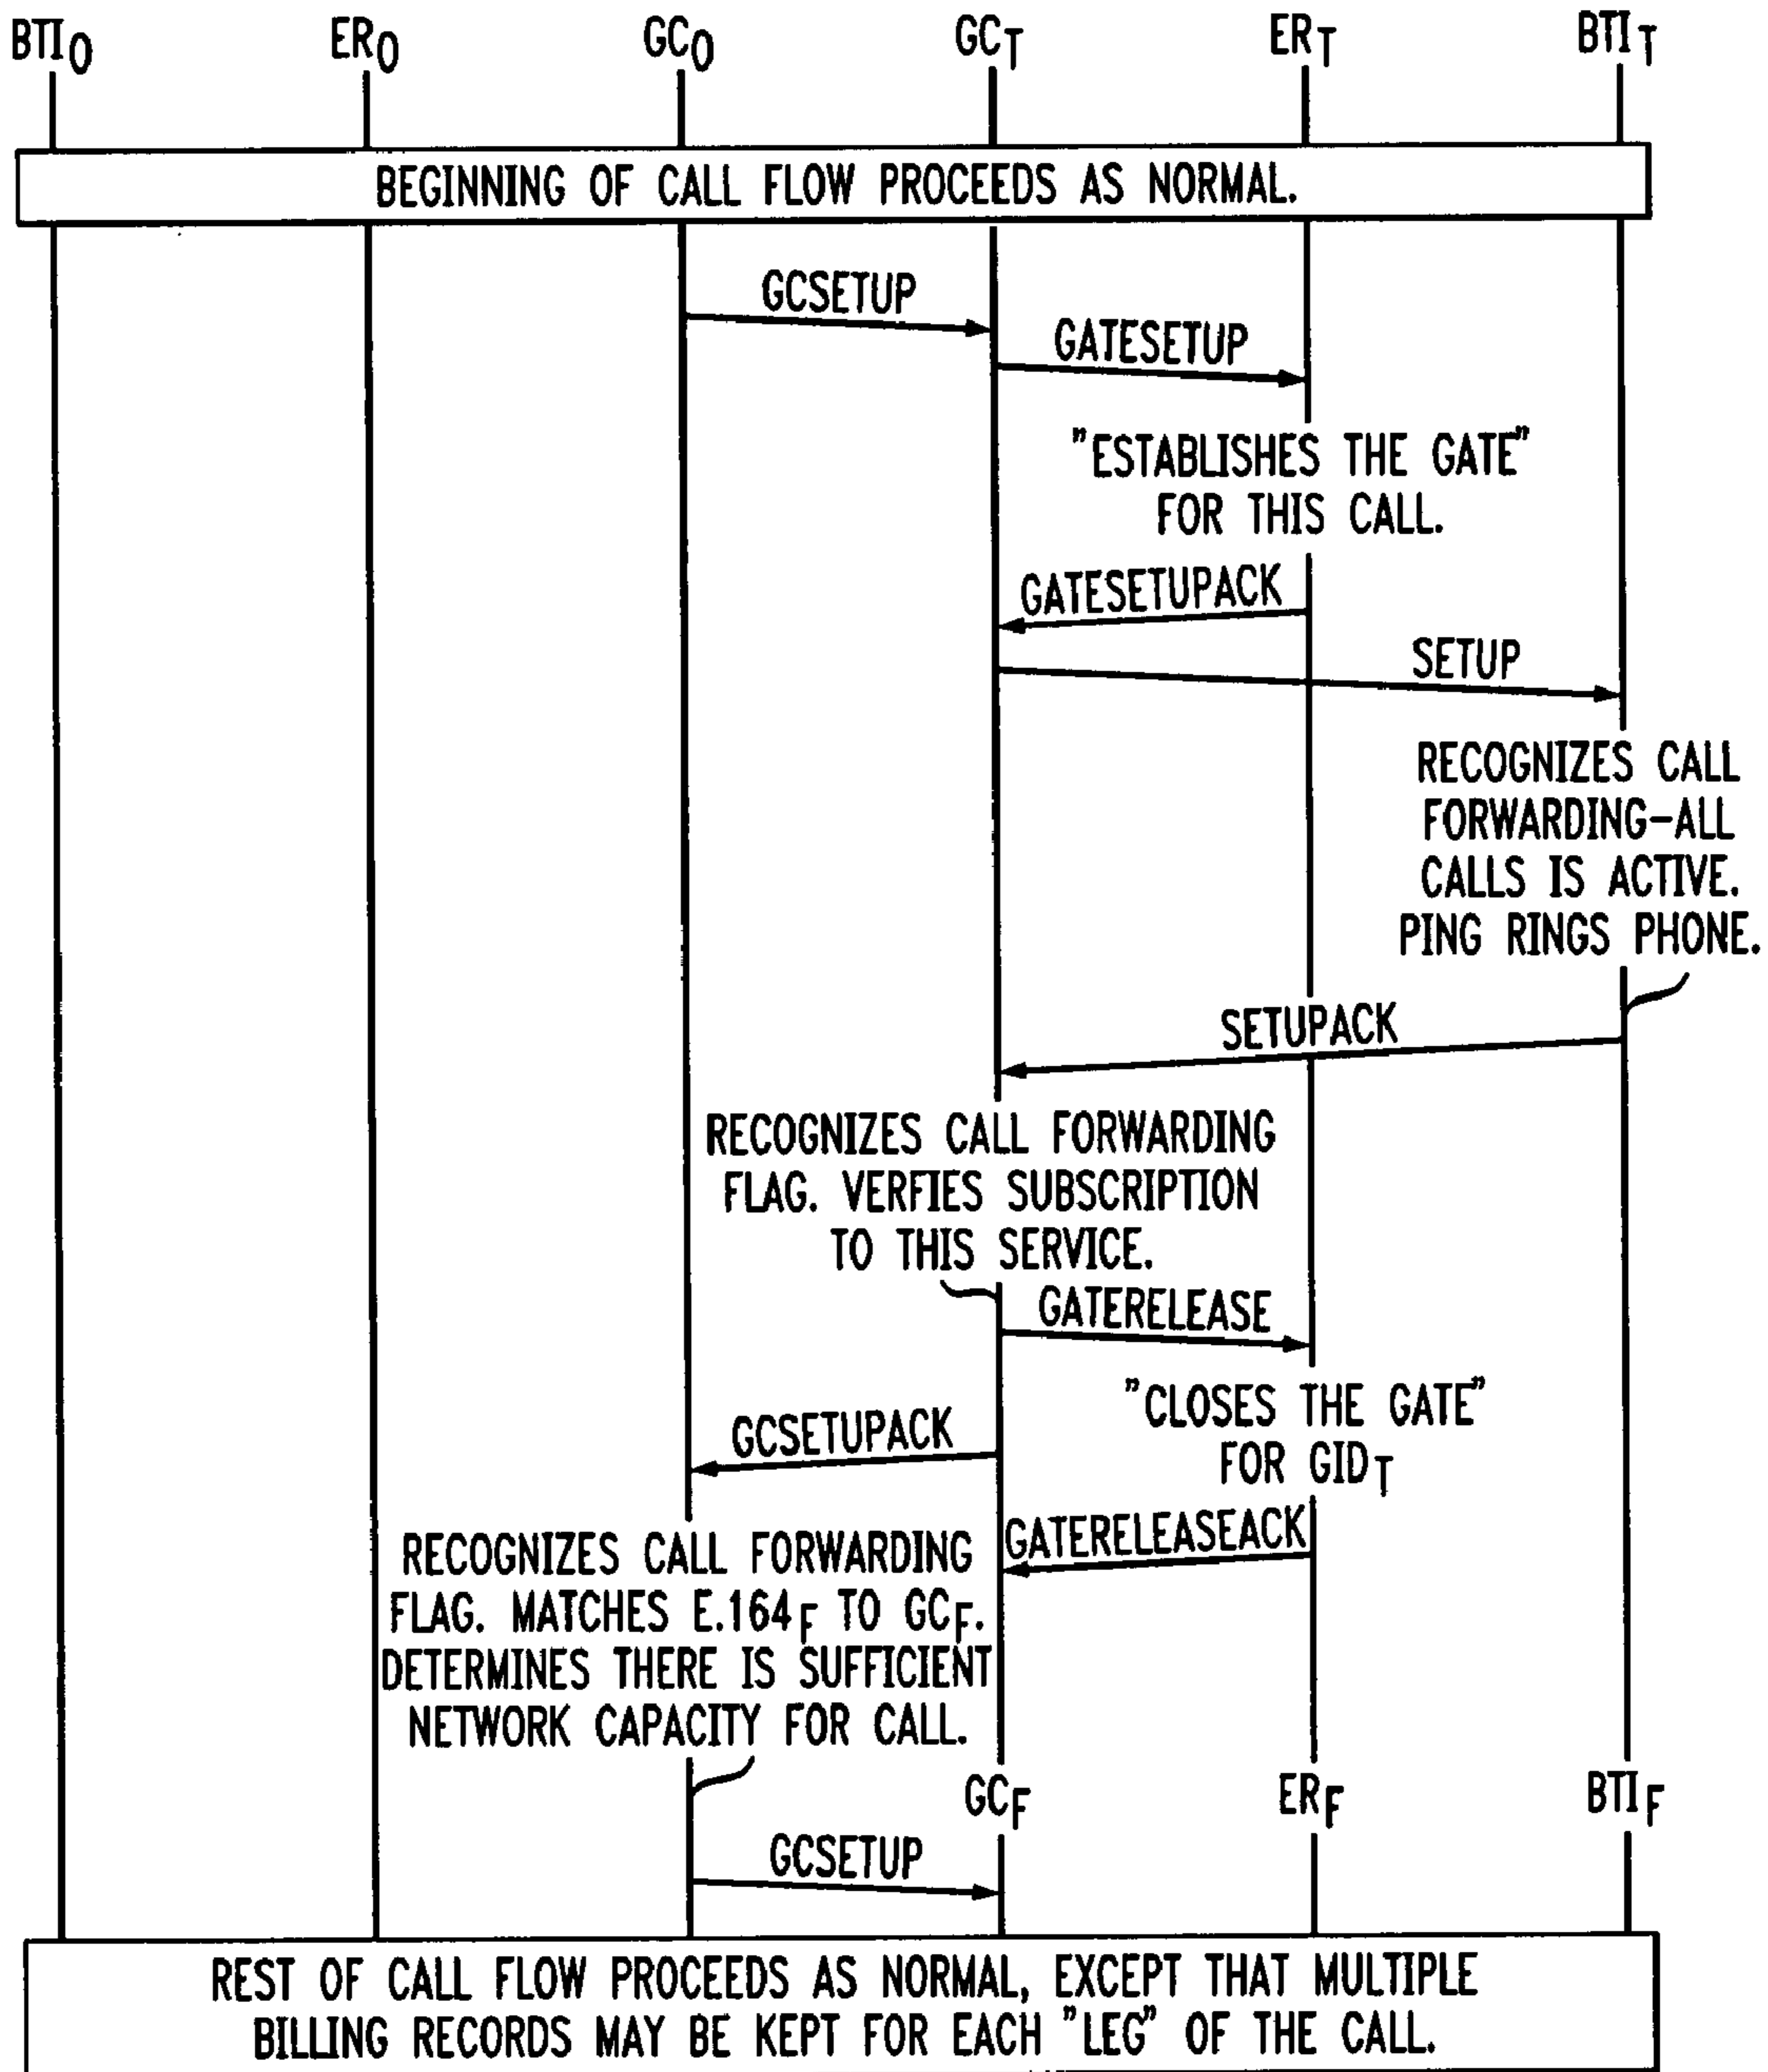 BTIO ERO GCO GCT ERT BTIT
BEGINNING OF CALL FLOW PROCEEDS AS NORMAL.
GCSETUP
GATESETUP
"ESTABLISHES THE GATE"
FOR THIS CALL.
GATESETUPACK
SETUP
RECOGNIZES CALL
FORWARDING-ALL
CALLS IS ACTIVE.
PING RINGS PHONE.
SETUPACK
RECOGNIZES CALL FORWARDING
FLAG. VERFIES SUBSCRIPTION
TO THIS SERVICE.
GATERELEASE
"CLOSES THE GATE"
FOR GIDT
GCSETUPACK
GATERELEASEACK
RECOGNIZES CALL FORWARDING
FLAG. MATCHES E.164F TO GCF.
DETERMINES THERE IS SUFFICIENT
NETWORK CAPACITY FOR CALL.
GCF ERF BTIF
GCSETUP
REST OF CALL FLOW PROCEEDS AS NORMAL, EXCEPT THAT MULTIPLE
BILLING RECORDS MAY BE KEPT FOR EACH "LEG" OF THE CALL.